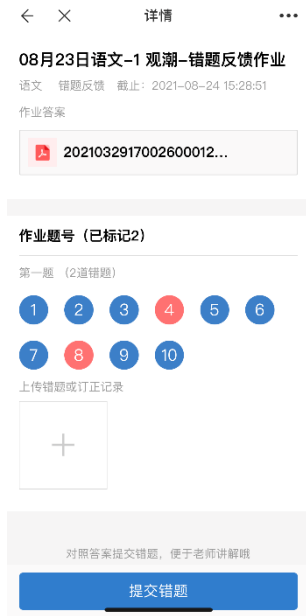 详情
08月23日语文-1 观潮-错题反馈作业
语文 错题反馈 截止：2021-08-24 15:28:51
作业答案
2021032917002600012...
作业题号（已标记2）
第一题 （2道错题）
1 2 3 4 5 6
7 8 9 10
上传错题或订正记录
对照答案提交错题，便于老师讲解哦
提交错题